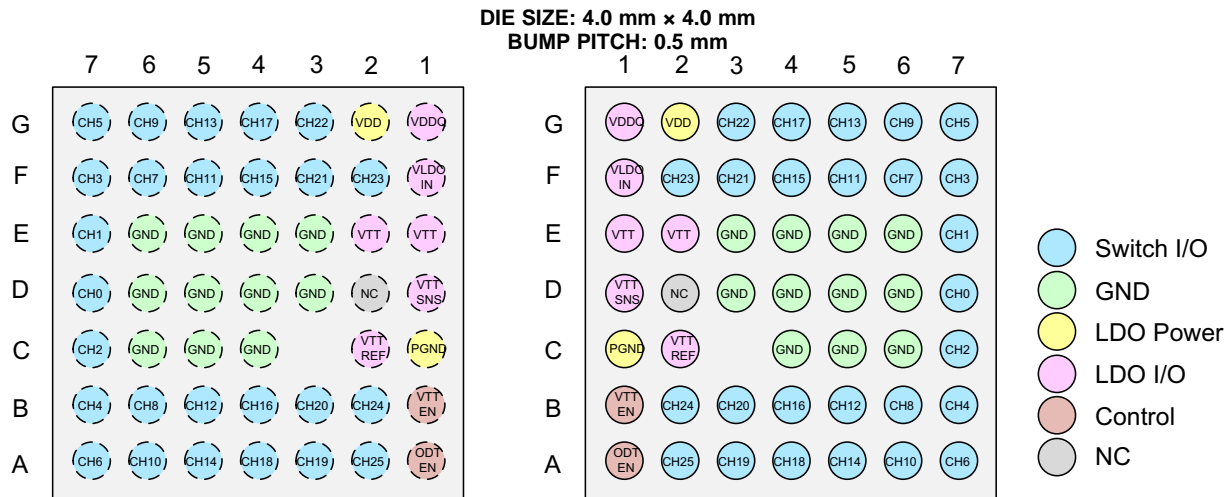 DIE SIZE: 4.0 mm × 4.0 mm
BUMP PITCH: 0.5 mm
7 6 5 4 3 2 1
G CH5 CH9 CH13 CH17 CH22 VDD VDDQ
F CH3 CH7 CH11 CH15 CH21 CH23 VLDO IN
E CH1 GND GND GND GND VTT VTT
D CH0 GND GND GND GND NC VTT SNS
C CH2 GND GND GND VTT REF PGND
B CH4 CH8 CH12 CH16 CH20 CH24 VTT EN
A CH6 CH10 CH14 CH18 CH19 CH25 ODT EN
1 2 3 4 5 6 7
G VDDQ VDD CH22 CH17 CH13 CH9 CH5
F VLDO IN CH23 CH21 CH15 CH11 CH7 CH3
E VTT VTT GND GND GND GND CH1
D VTT SNS NC GND GND GND GND CH0
C PGND VTT REF GND GND GND CH2
B VTT EN CH24 CH20 CH16 CH12 CH8 CH4
A ODT EN CH25 CH19 CH18 CH14 CH10 CH6
Switch I/O
GND
LDO Power
LDO I/O
Control
NC